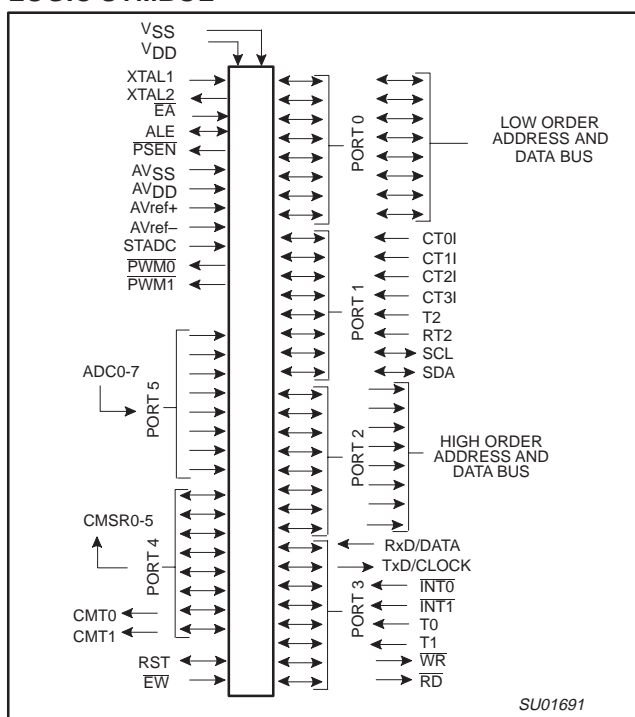 LOGIC SYMBOL
VSS
VDD
XTAL1
XTAL2
EA
ALE
PSEN
AVSS
AVDD
AVref+
AVref–
STADC
PWM0
PWM1
ADC0-7
PORT 5
CMSR0-5
PORT 4
CMT0
CMT1
RST
EW
PORT 0
LOW ORDER
ADDRESS AND
DATA BUS
PORT 1
CT0I
CT1I
CT2I
CT3I
T2
RT2
SCL
SDA
PORT 2
HIGH ORDER
ADDRESS AND
DATA BUS
PORT 3
RxD/DATA
TxD/CLOCK
INT0
INT1
T0
T1
WR
RD
SU01691